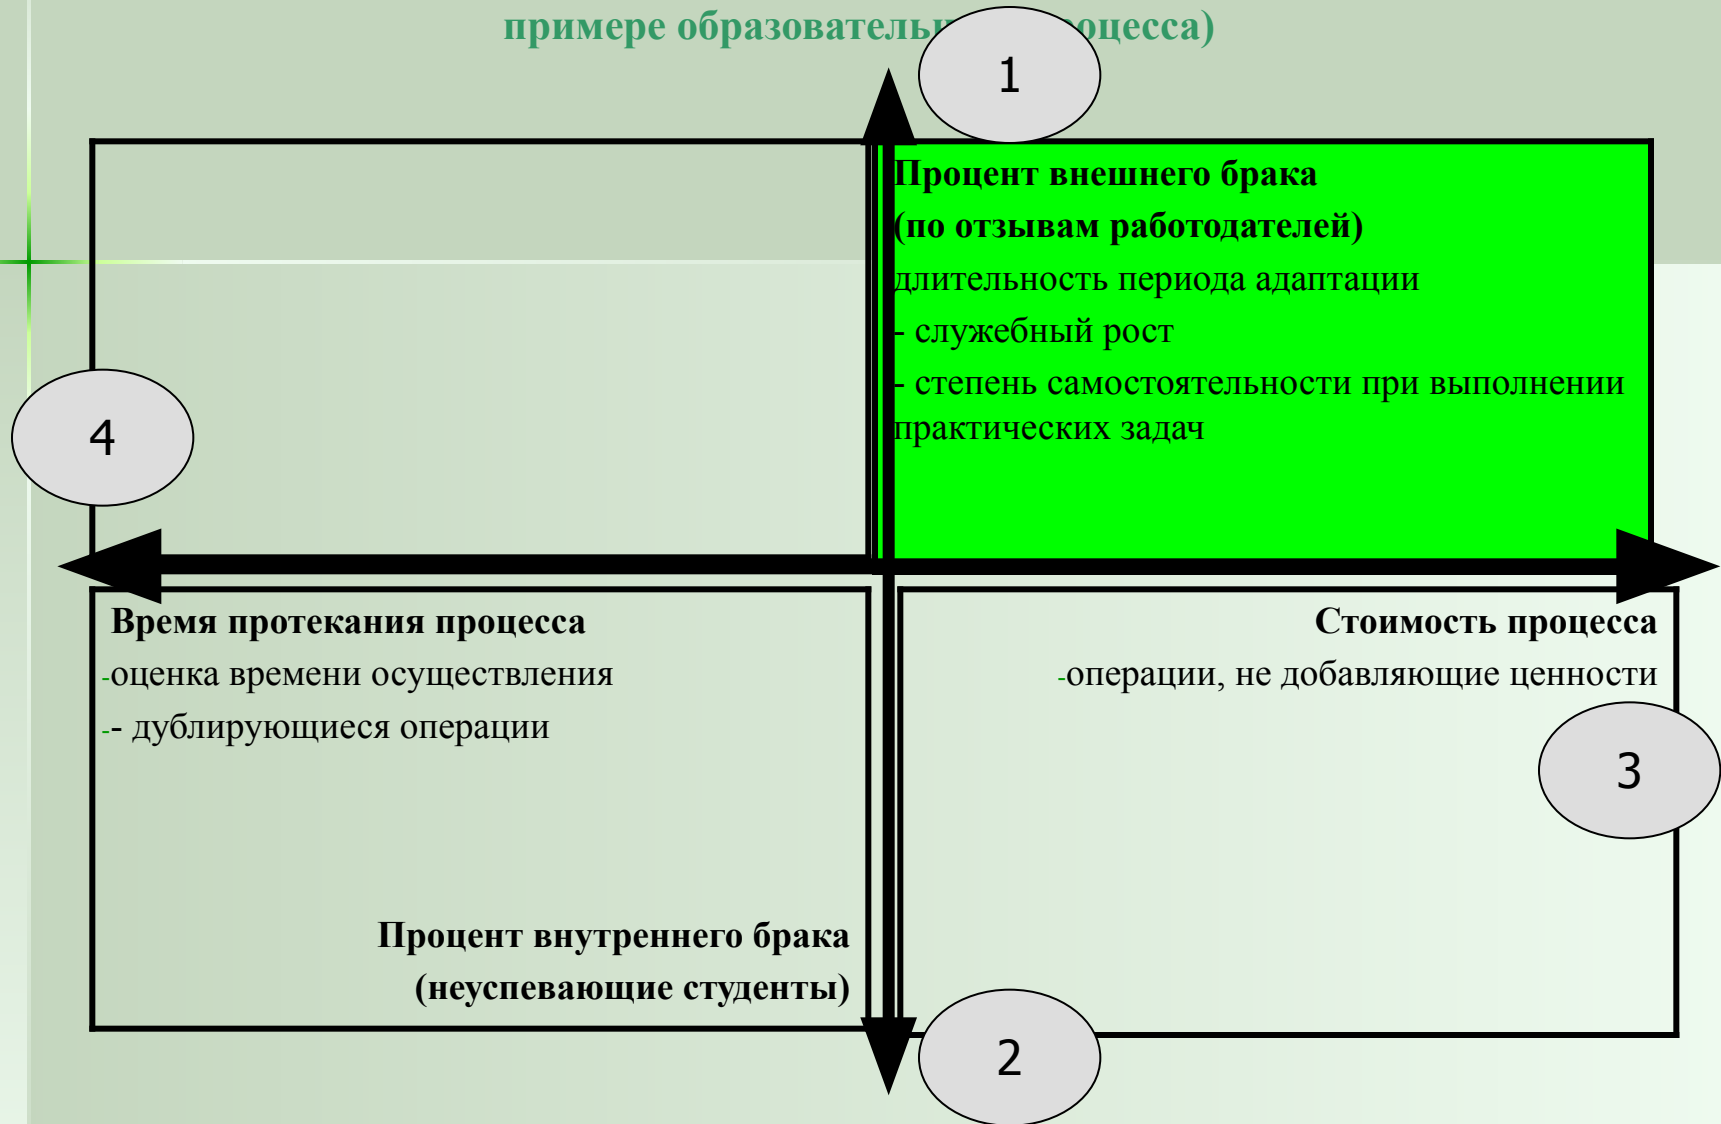 примере образовательн оцесса)
1
Процент внешнего брака
(по отзывам работодателей)
длительность периода адаптации
- служебный рост
- степень самостоятельности при выполнении
практических задач
4
Время протекания процесса
-оценка времени осуществления
-- дублирующиеся операции
Стоимость процесса
-операции, не добавляющие ценности
3
Процент внутреннего брака
(неуспевающие студенты)
2